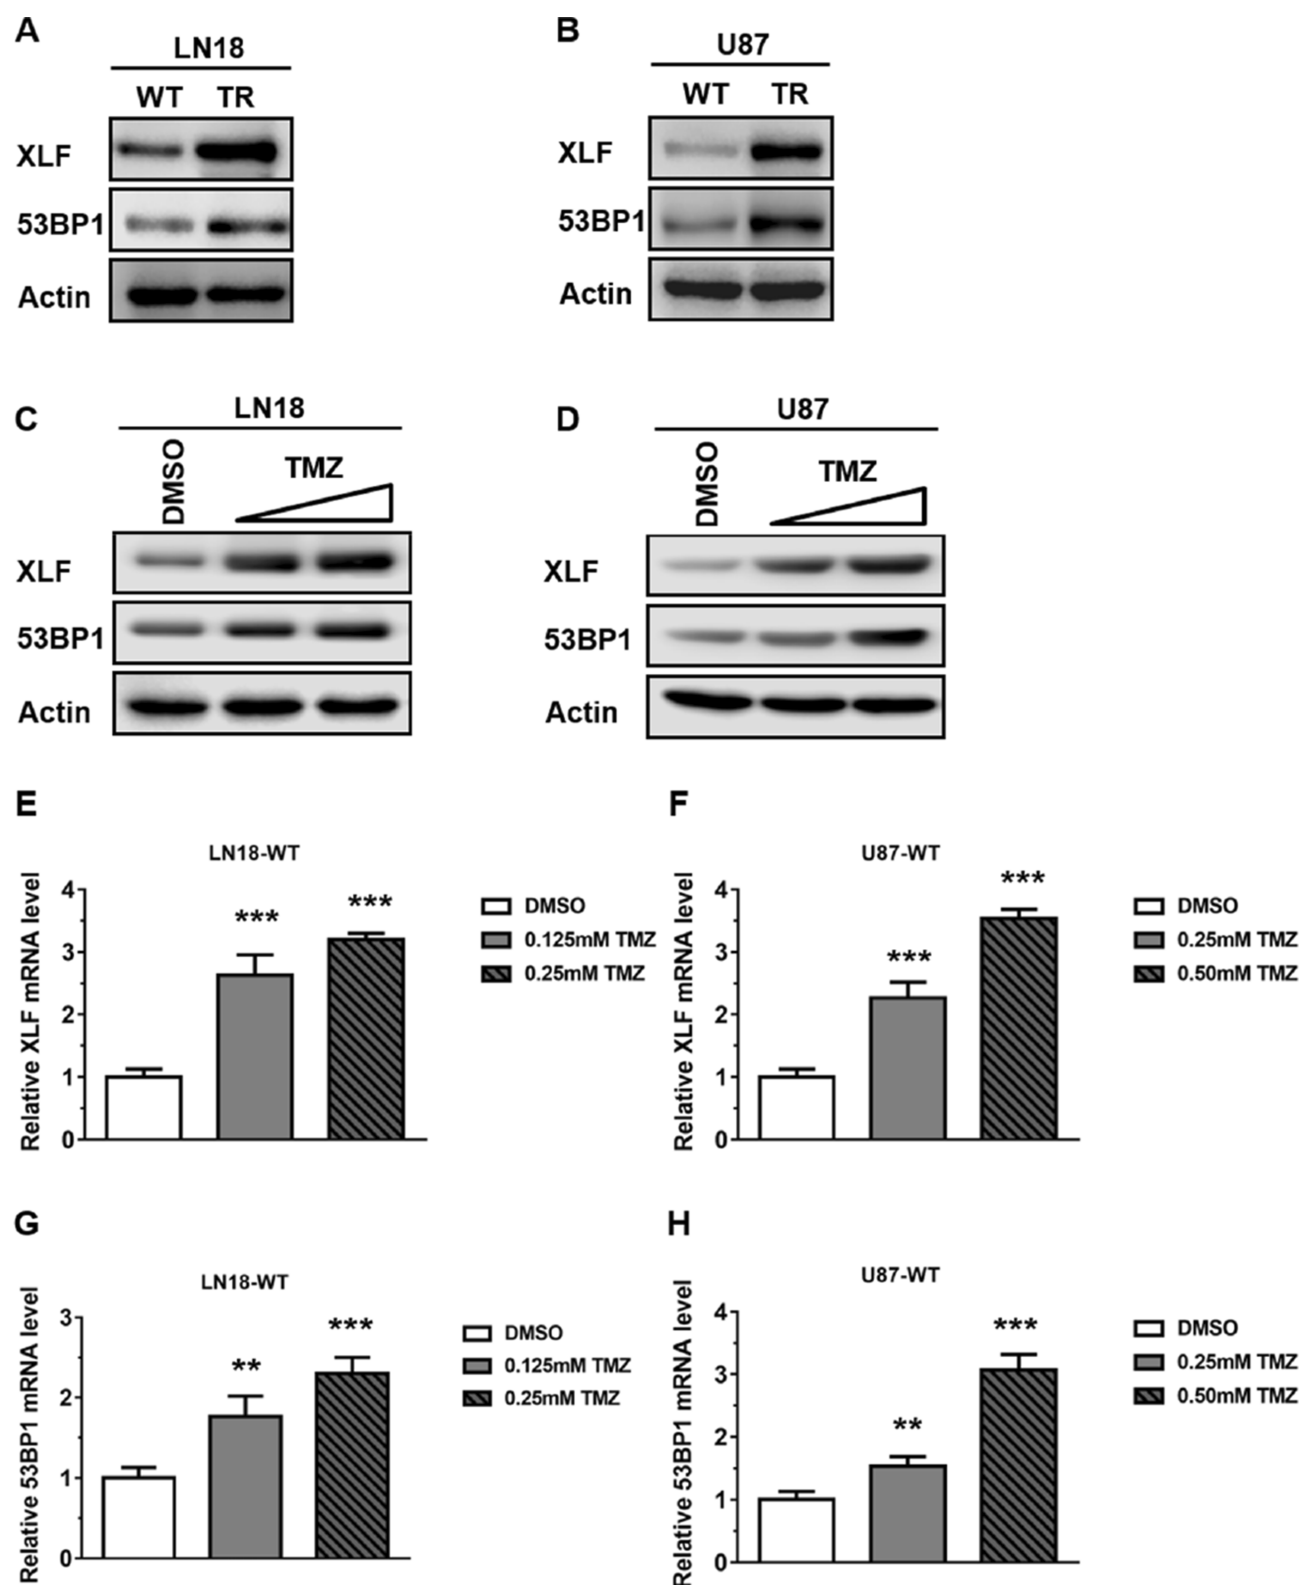 A
LN18
WT TR
XLF
53BP1
Actin
B
U87
WT TR
XLF
53BP1
Actin
C
LN18
DMSO
TMZ
XLF
53BP1
Actin
D
U87
DMSO
TMZ
XLF
53BP1
Actin
E
LN18-WT
Relative XLF mRNA level
4
3
2
1
0
***
***
DMSO
0.125mM TMZ
0.25mM TMZ
F
U87-WT
Relative XLF mRNA level
4
3
2
1
0
***
***
DMSO
0.25mM TMZ
0.50mM TMZ
G
LN18-WT
Relative 53BP1 mRNA level
3
2
1
0
**
***
DMSO
0.125mM TMZ
0.25mM TMZ
H
U87-WT
Relative 53BP1 mRNA level
4
3
2
1
0
**
***
DMSO
0.25mM TMZ
0.50mM TMZ